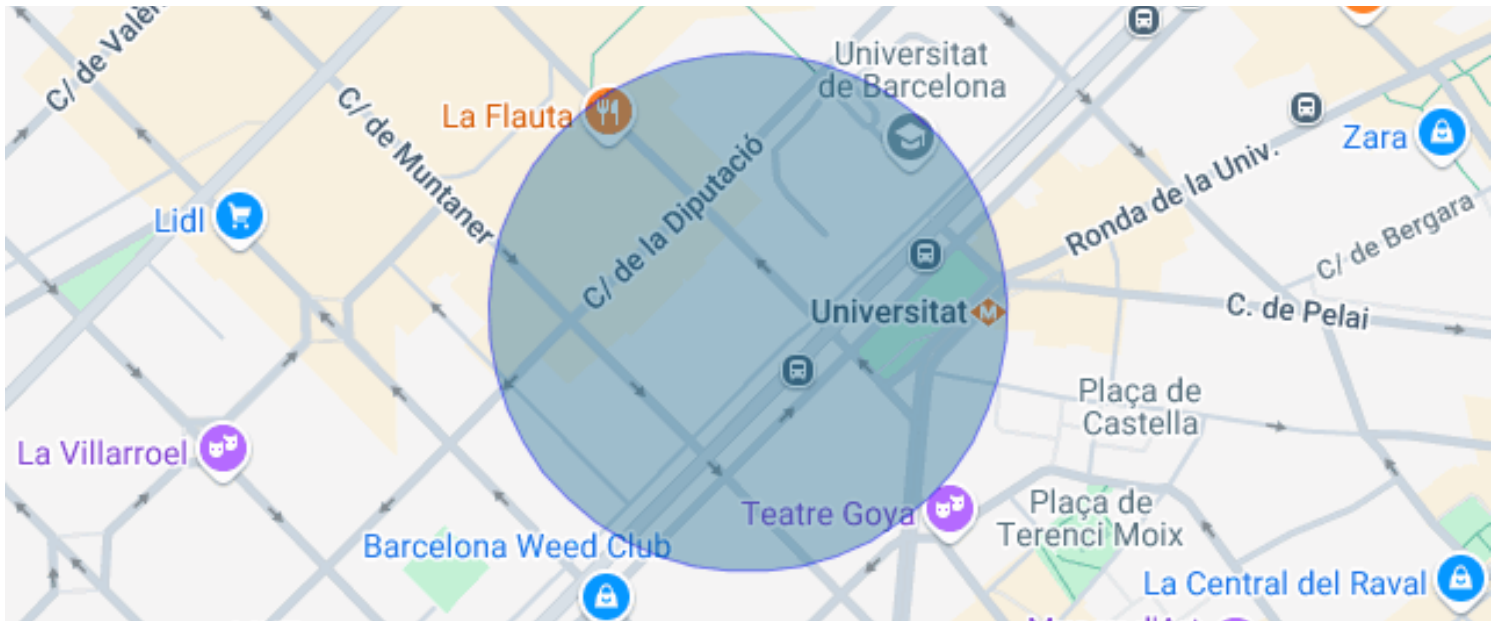 C/ de Valèn
Universitat
de Barcelona
La Flauta
C/ de Muntaner
C/ de la Diputació
Zara
Ronda de la Univ.
Lidl
C/ de Bergara
Universitat
M
C. de Pelai
Plaça de
Castella
La Villarroel
Teatre Goya
Plaça de
Terenci Moix
Barcelona Weed Club
La Central del Raval